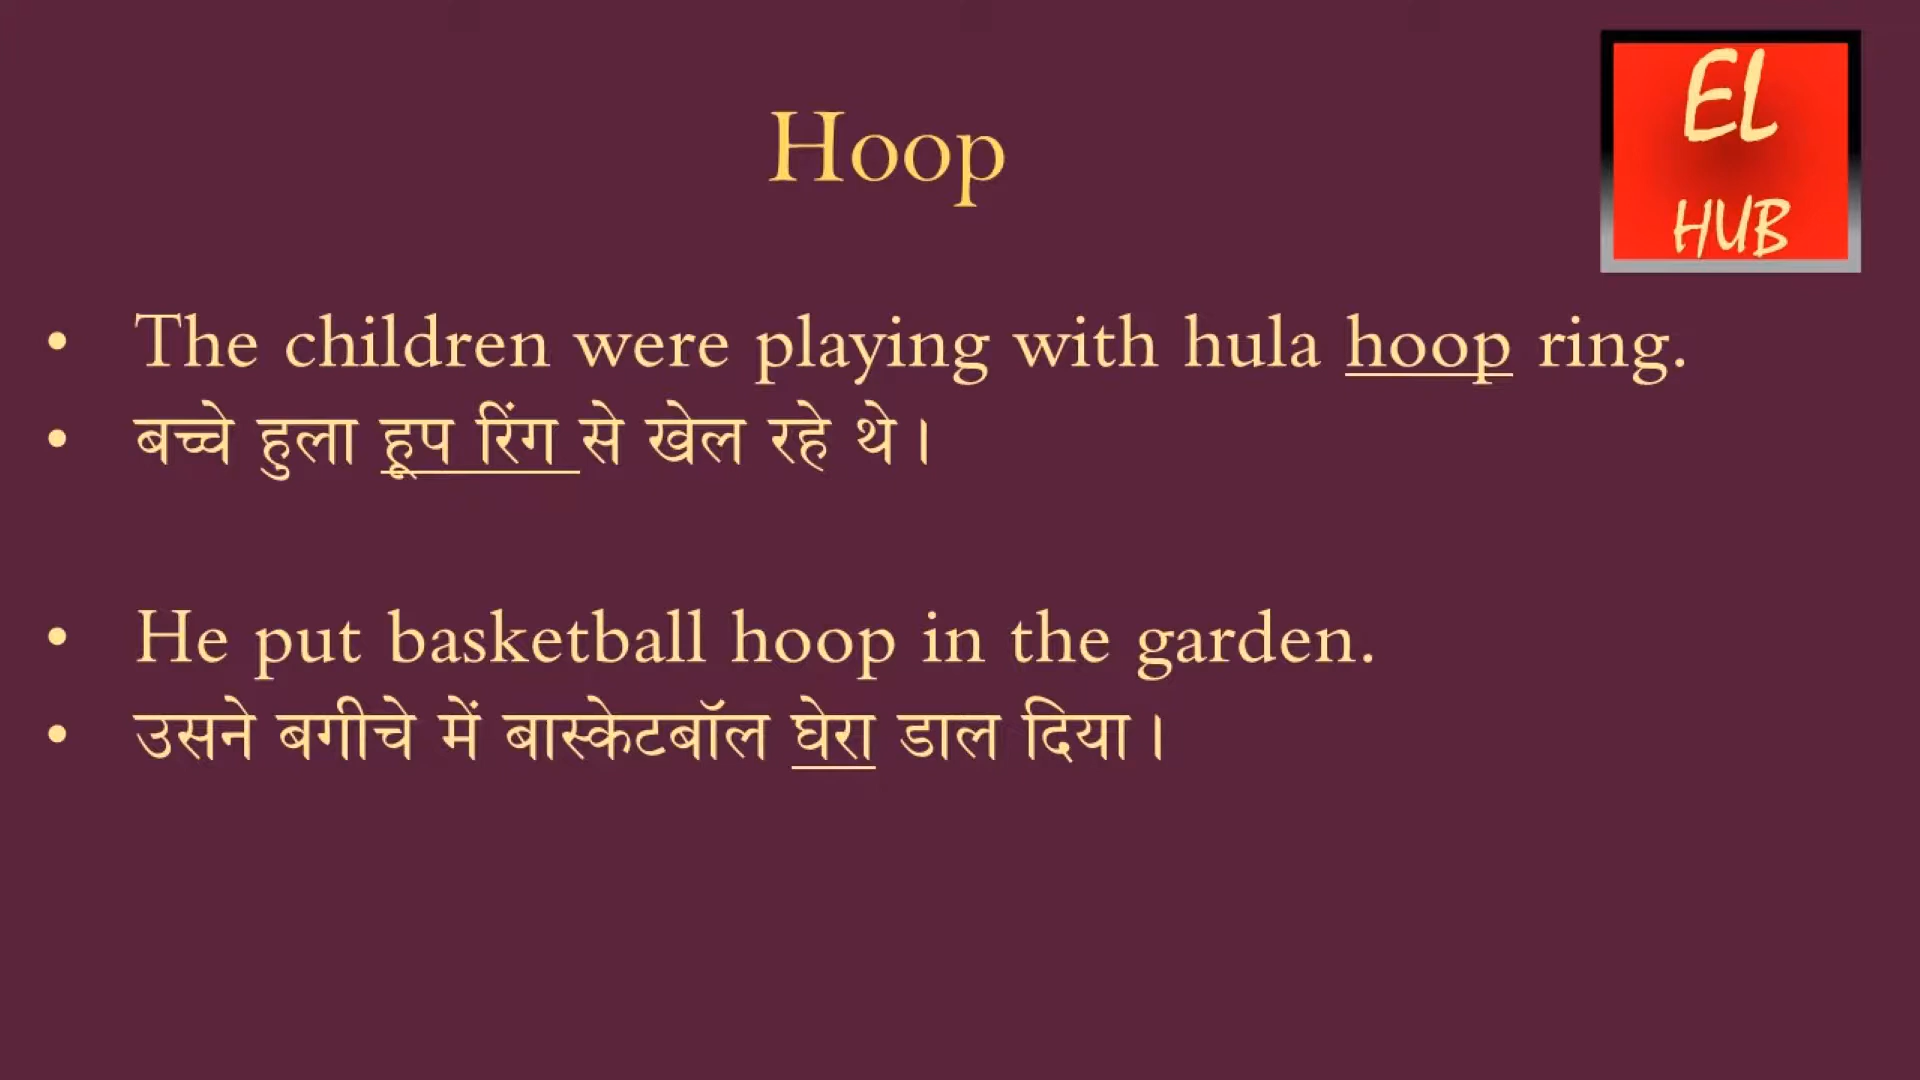 EL
HUB
Hoop
• The children were playing with hula hoop ring.
• बच्चे हुला हूप रिंग से खेल रहे थे।
• He put basketball hoop in the garden.
• उसने बगीचे में बास्केटबॉल घेरा डाल दिया।